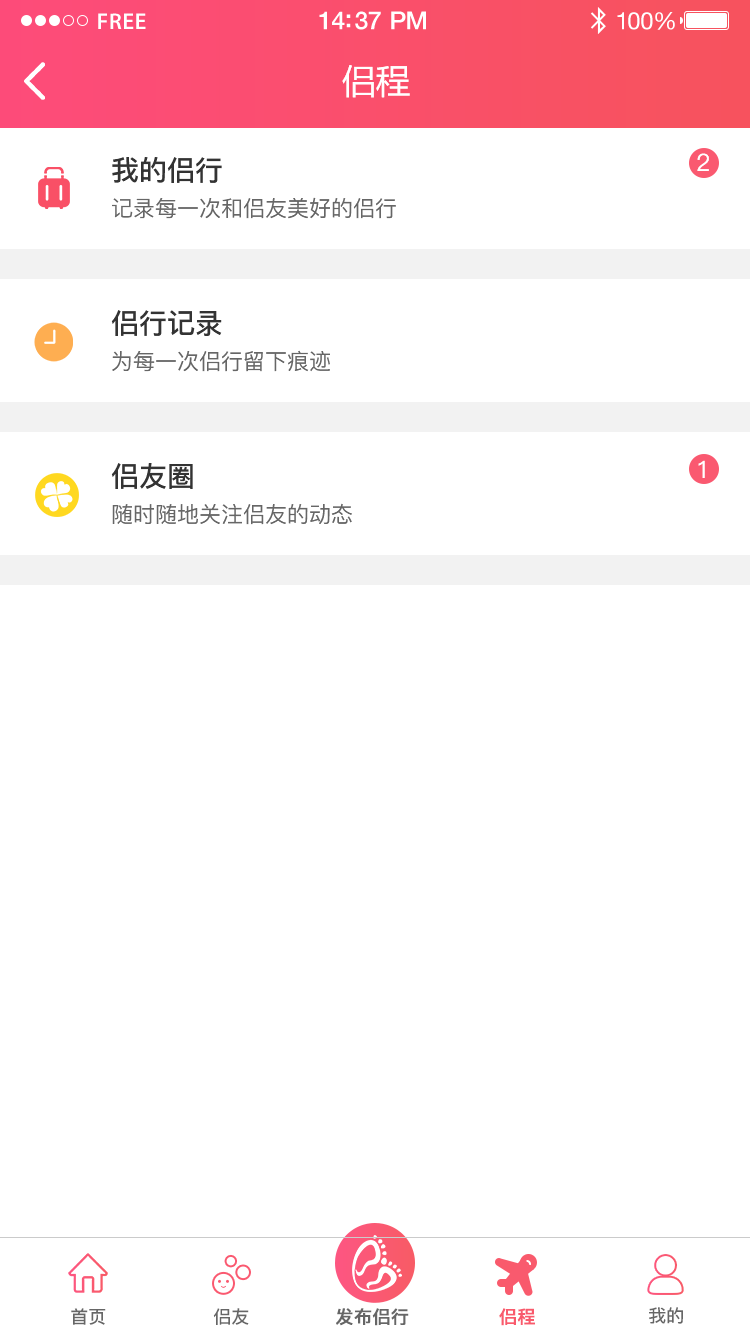 FREE 14:37 PM 100%
侣程
我的侣行
2
记录每一次和侣友美好的侣行
侣行记录
为每一次侣行留下痕迹
侣友圈
1
随时随地关注侣友的动态
首页 侣友 发布侣行 侣程 我的